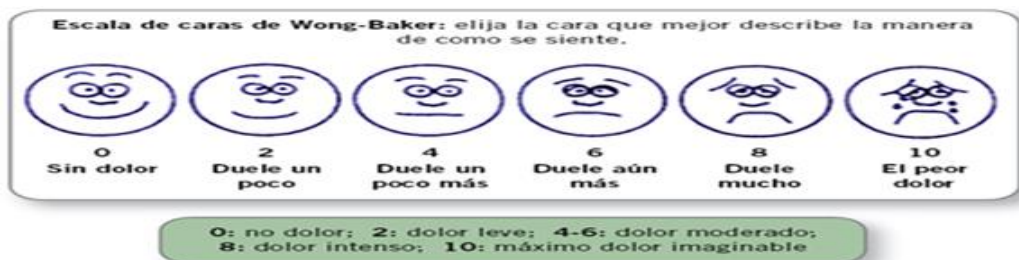 Escala de caras de Wong-Baker: elija la cara que mejor describe la manera
de como se siente.
0 2 4 6 8 10
Sin dolor Duele un Duele un Duele aún Duele El peor
poco poco más más mucho dolor
0: no dolor; 2: dolor leve; 4-6: dolor moderado;
8: dolor intenso; 10: máximo dolor imaginable